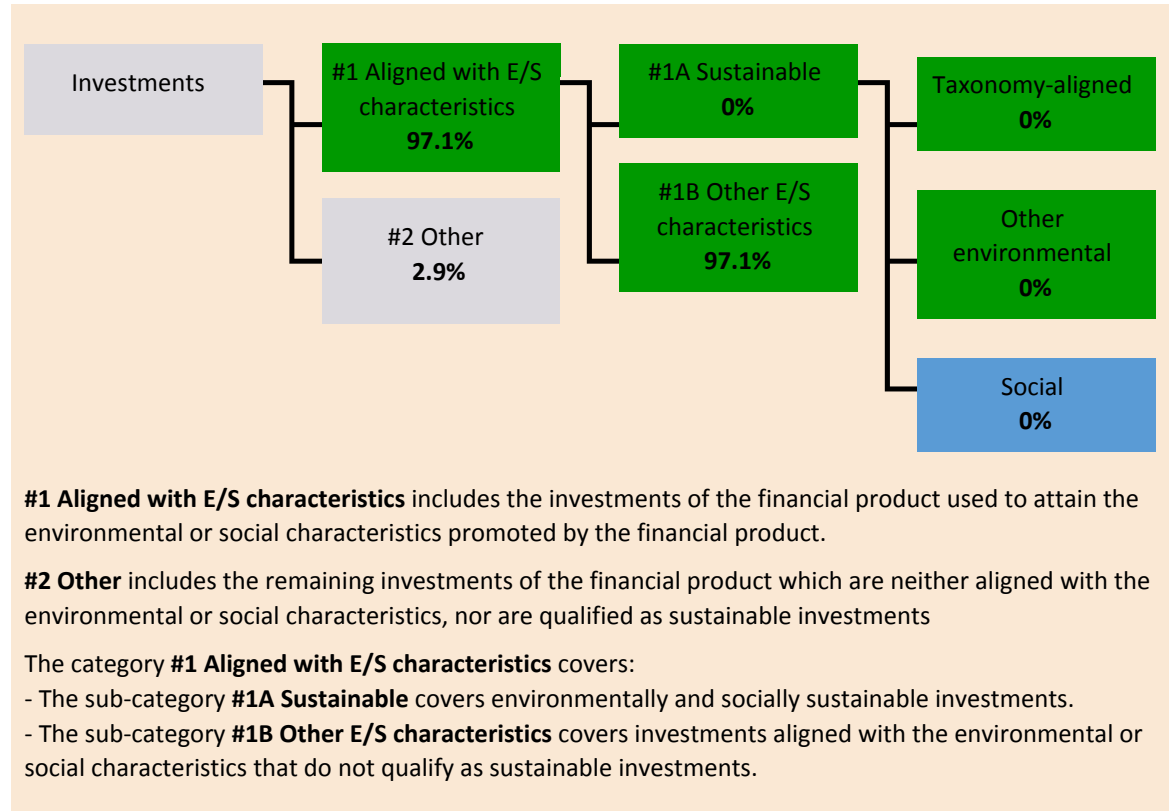 Investments
#1 Aligned with E/S
characteristics
97.1%
#2 Other
2.9%
#1A Sustainable
0%
#1B Other E/S
characteristics
97.1%
Taxonomy-aligned
0%
Other
environmental
0%
Social
0%
#1 Aligned with E/S characteristics includes the investments of the financial product used to attain the
environmental or social characteristics promoted by the financial product.
#2 Other includes the remaining investments of the financial product which are neither aligned with the
environmental or social characteristics, nor are qualified as sustainable investments
The category #1 Aligned with E/S characteristics covers:
- The sub-category #1A Sustainable covers environmentally and socially sustainable investments.
- The sub-category #1B Other E/S characteristics covers investments aligned with the environmental or
social characteristics that do not qualify as sustainable investments.